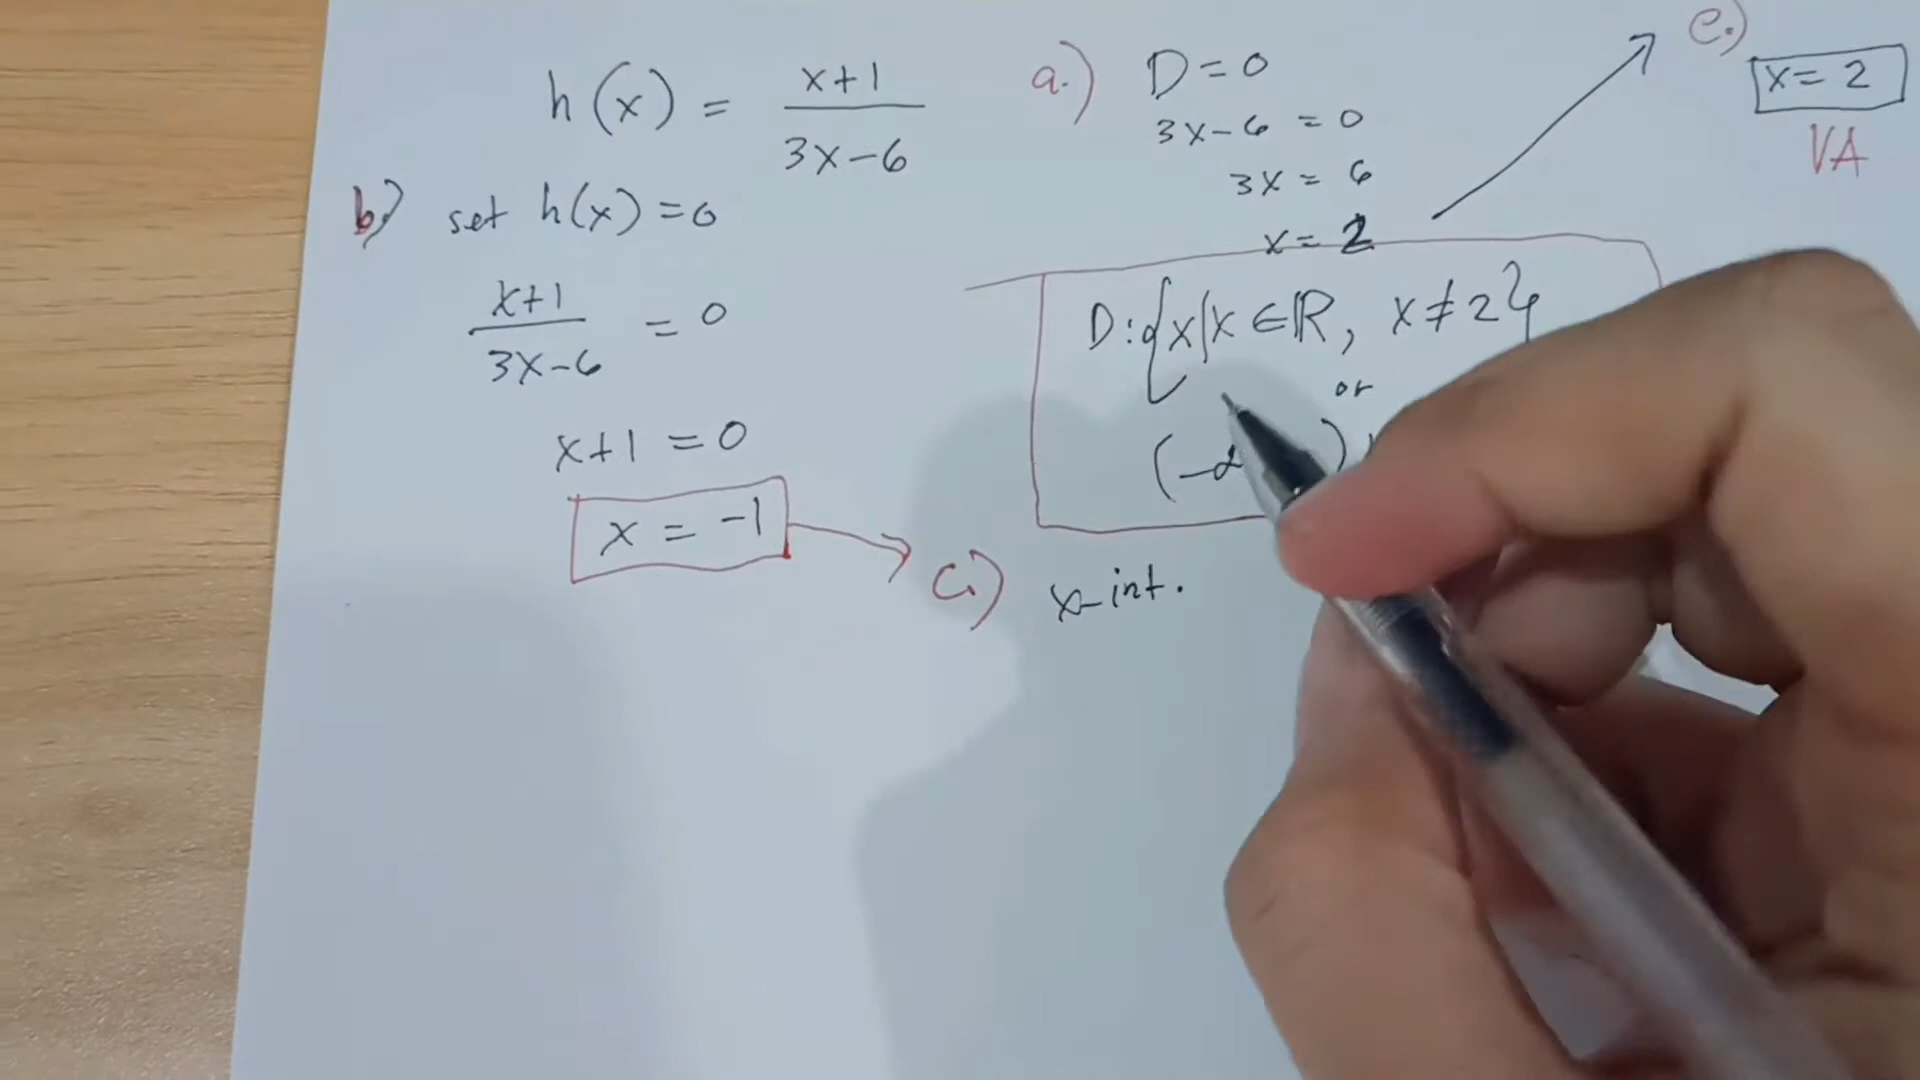 h(x) = x+1 / 3x-6
b.) set h(x)=0
x+1 / 3x-6 = 0
x+1 = 0
x = -1
a.) D=0
3x-6 = 0
3x = 6
x = 2
D:{x|x∈ℝ, x≠2}
or
(-∞ )
c.) x-int.
e.)
x=2
VA